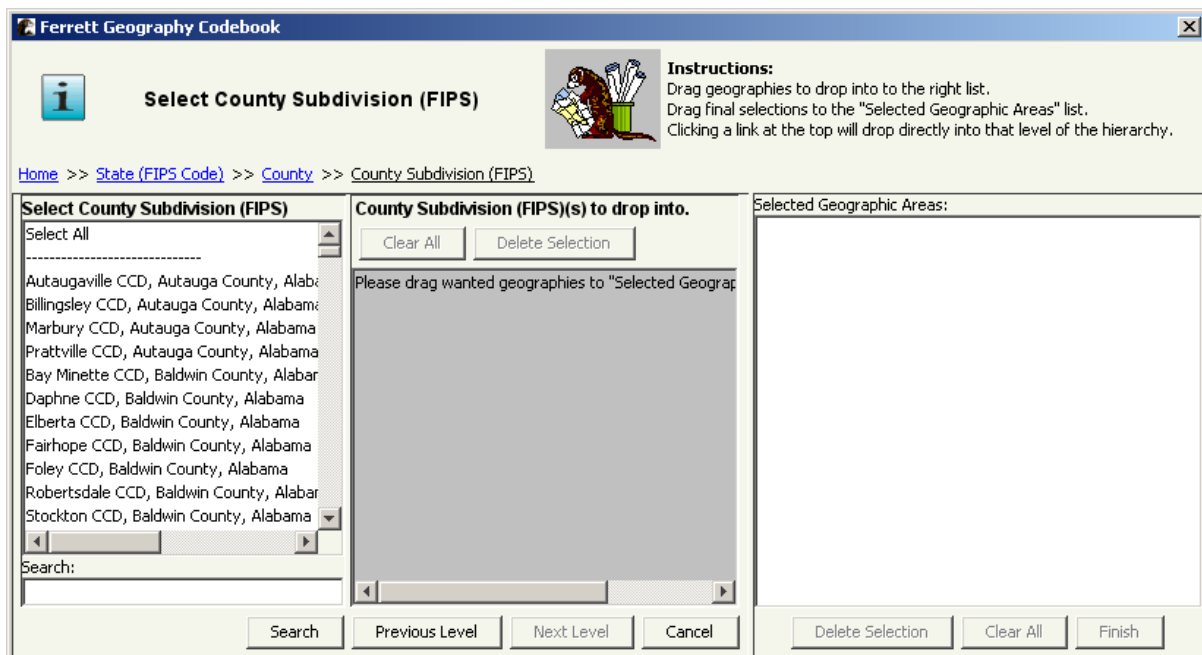 Ferrett Geography Codebook
Select County Subdivision (FIPS)
Instructions:
Drag geographies to drop into to the right list.
Drag final selections to the "Selected Geographic Areas" list.
Clicking a link at the top will drop directly into that level of the hierarchy.
Home >> State (FIPS Code) >> County >> County Subdivision (FIPS)
Select County Subdivision (FIPS)
Select All
-----------------------------
Autaugaville CCD, Autauga County, Alaba
Billingsley CCD, Autauga County, Alabama
Marbury CCD, Autauga County, Alabama
Prattville CCD, Autauga County, Alabama
Bay Minette CCD, Baldwin County, Alabam
Daphne CCD, Baldwin County, Alabama
Elberta CCD, Baldwin County, Alabama
Fairhope CCD, Baldwin County, Alabama
Foley CCD, Baldwin County, Alabama
Robertsdale CCD, Baldwin County, Alabam
Stockton CCD, Baldwin County, Alabama
Search:
Search
County Subdivision (FIPS)(s) to drop into.
Clear All Delete Selection
Please drag wanted geographies to "Selected Geograp
Previous Level Next Level Cancel
Selected Geographic Areas:
Delete Selection Clear All Finish